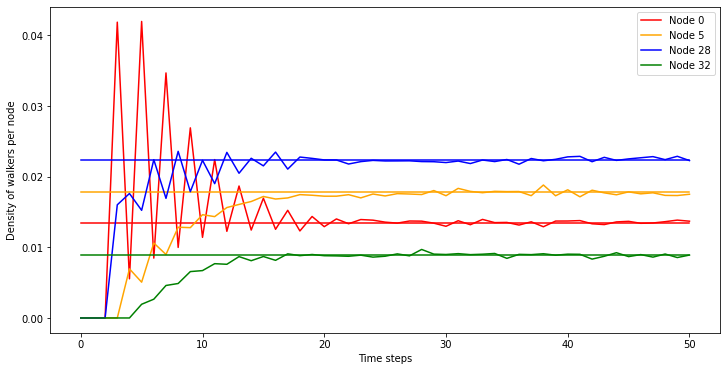 Node 0
Node 5
Node 28
Node 32
Density of walkers per node
0.04
0.03
0.02
0.01
0.00
0
10
20
30
40
50
Time steps